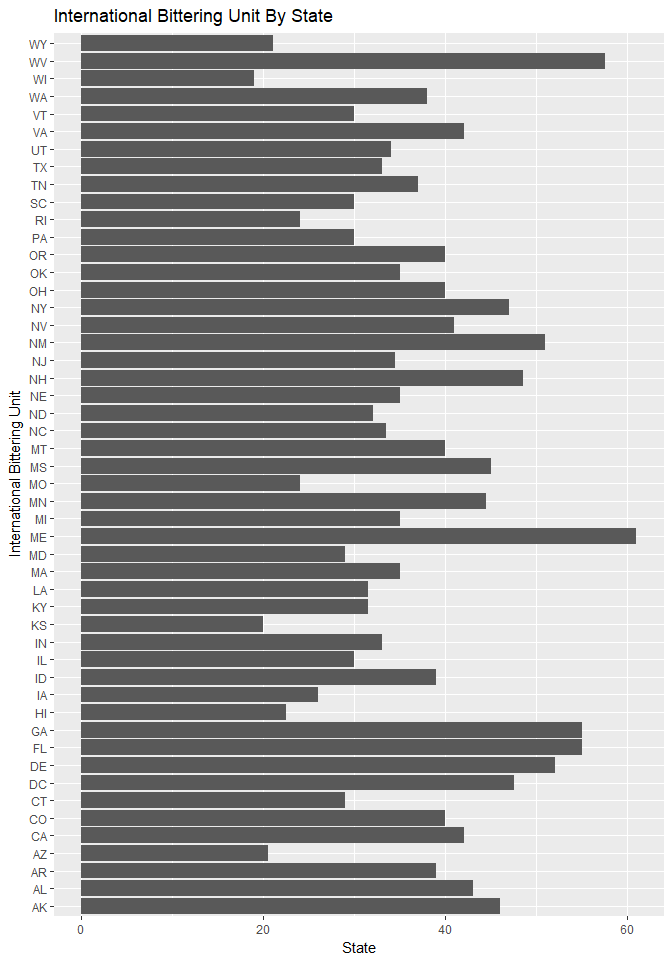 International Bittering Unit By State
WY
WV
WI
WA
VT
VA
UT
TX
TN
SC
RI
PA
OR
OK
OH
NY
NV
NM
NJ
NH
NE
ND
NC
MT
MS
MO
MN
MI
ME
MD
MA
LA
KY
KS
IN
IL
ID
IA
HI
GA
FL
DE
DC
CT
CO
CA
AZ
AR
AL
AK
International Bittering Unit
0 20 40 60
State